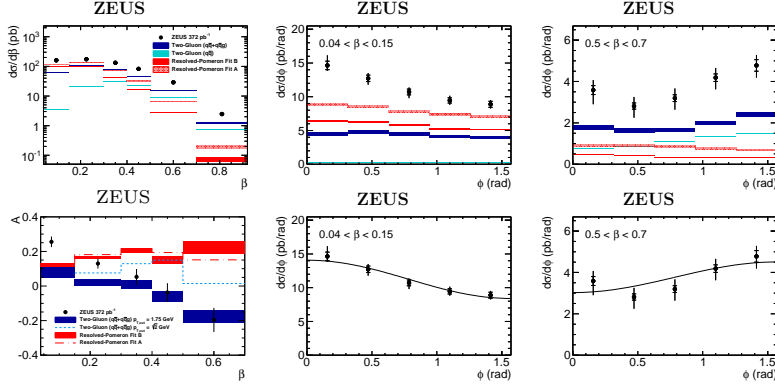 ZEUS
dσ/dβ (pb)
10³
10²
10
1
10⁻¹
0.2 0.4 0.6 0.8
β
ZEUS 372 pb⁻¹
Two-Gluon (qq̄+qq̄g)
Two-Gluon (qq̄)
Resolved-Pomeron Fit B
Resolved-Pomeron Fit A
ZEUS
dσ/dφ (pb/rad)
0.04 < β < 0.15
20
15
10
5
0
0 0.5 1 1.5
φ (rad)
ZEUS
dσ/dφ (pb/rad)
0.5 < β < 0.7
6
4
2
0
0 0.5 1 1.5
φ (rad)
ZEUS
A
0.4
0.2
0
-0.2
-0.4
0.2 0.4 0.6
β
ZEUS 372 pb⁻¹
Two-Gluon (qq̄+qq̄g) = 1.75 GeV
Two-Gluon (qq̄+qq̄g) = √2 GeV
Resolved-Pomeron Fit B
Resolved-Pomeron Fit A
ZEUS
dσ/dφ (pb/rad)
0.04 < β < 0.15
20
15
10
5
0
0 0.5 1 1.5
φ (rad)
ZEUS
dσ/dφ (pb/rad)
0.5 < β < 0.7
6
4
2
0
0 0.5 1 1.5
φ (rad)